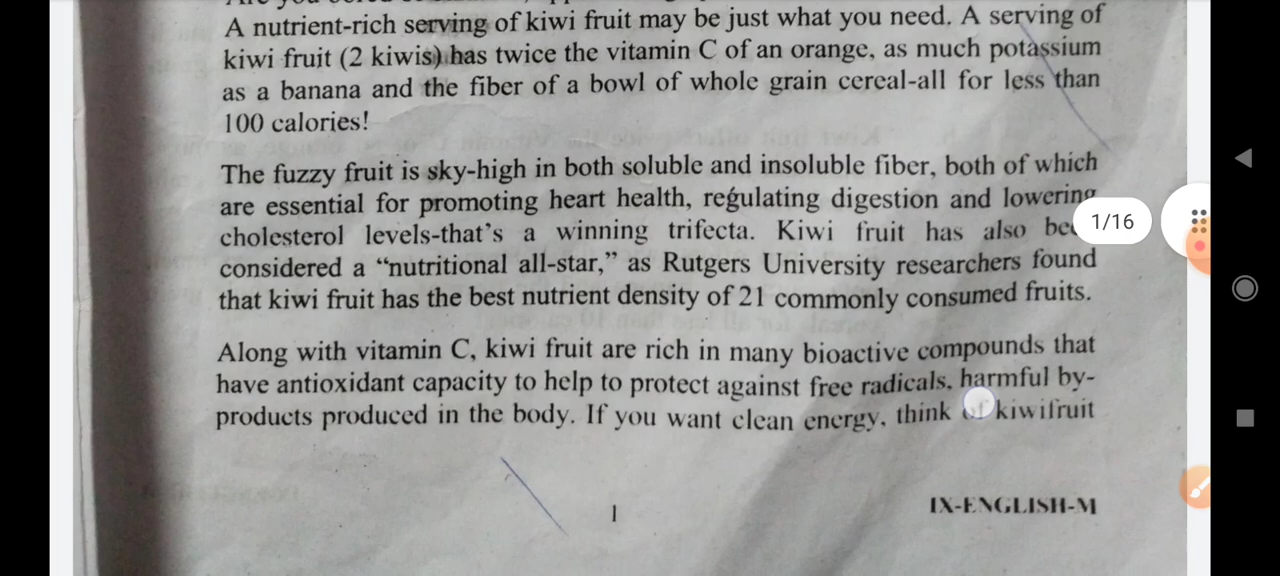 A nutrient-rich serving of kiwi fruit may be just what you need. A serving of
kiwi fruit (2 kiwis) has twice the vitamin C of an orange, as much potassium
as a banana and the fiber of a bowl of whole grain cereal-all for less than
100 calories!
The fuzzy fruit is sky-high in both soluble and insoluble fiber, both of which
are essential for promoting heart health, regulating digestion and lowering
1/16
cholesterol levels-that's a winning trifecta. Kiwi fruit has also
considered a "nutritional all-star," as Rutgers University researchers found
that kiwi fruit has the best nutrient density of 21 commonly consumed fruits.
Along with vitamin C, kiwi fruit are rich in many bioactive compounds that
have antioxidant capacity to help to protect against free radicals, harmful by-
products produced in the body. If you want clean energy, think of kiwifruit
1
IX-ENGLISH-M